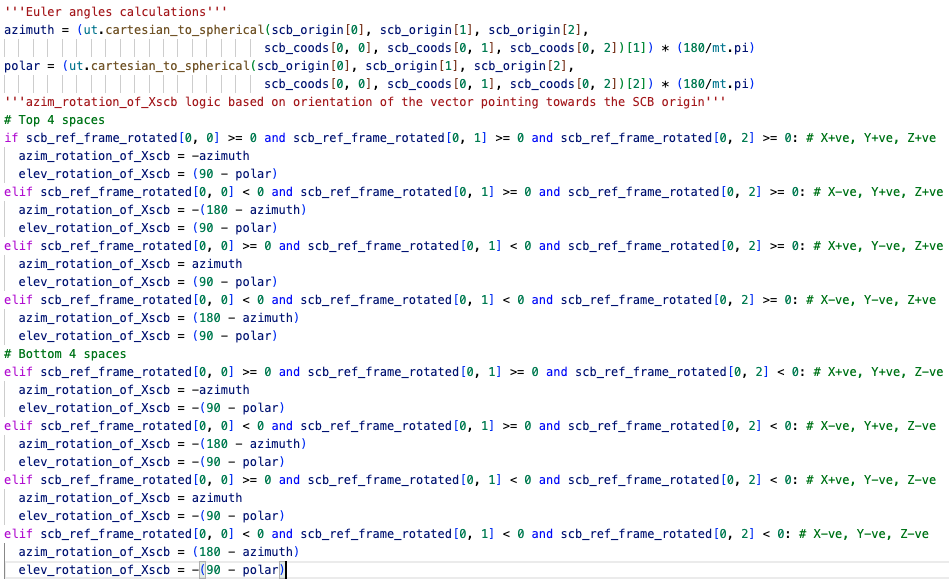 '''Euler angles calculations'''
azimuth = (ut.cartesian_to_spherical(scb_origin[0], scb_origin[1], scb_origin[2],
                                    scb_coods[0, 0], scb_coods[0, 1], scb_coods[0, 2])[1]) * (180/mt.pi)
polar = (ut.cartesian_to_spherical(scb_origin[0], scb_origin[1], scb_origin[2],
                                    scb_coods[0, 0], scb_coods[0, 1], scb_coods[0, 2])[2]) * (180/mt.pi)
'''azim_rotation_of_Xscb logic based on orientation of the vector pointing towards the SCB origin'''
# Top 4 spaces
if scb_ref_frame_rotated[0, 0] >= 0 and scb_ref_frame_rotated[0, 1] >= 0 and scb_ref_frame_rotated[0, 2] >= 0: # X+ve, Y+ve, Z+ve
  azim_rotation_of_Xscb = -azimuth
  elev_rotation_of_Xscb = (90 - polar)
elif scb_ref_frame_rotated[0, 0] < 0 and scb_ref_frame_rotated[0, 1] >= 0 and scb_ref_frame_rotated[0, 2] >= 0: # X-ve, Y+ve, Z+ve
  azim_rotation_of_Xscb = -(180 - azimuth)
  elev_rotation_of_Xscb = (90 - polar)
elif scb_ref_frame_rotated[0, 0] >= 0 and scb_ref_frame_rotated[0, 1] < 0 and scb_ref_frame_rotated[0, 2] >= 0: # X+ve, Y-ve, Z+ve
  azim_rotation_of_Xscb = azimuth
  elev_rotation_of_Xscb = (90 - polar)
elif scb_ref_frame_rotated[0, 0] < 0 and scb_ref_frame_rotated[0, 1] < 0 and scb_ref_frame_rotated[0, 2] >= 0: # X-ve, Y-ve, Z+ve
  azim_rotation_of_Xscb = (180 - azimuth)
  elev_rotation_of_Xscb = (90 - polar)
# Bottom 4 spaces
elif scb_ref_frame_rotated[0, 0] >= 0 and scb_ref_frame_rotated[0, 1] >= 0 and scb_ref_frame_rotated[0, 2] < 0: # X+ve, Y+ve, Z-ve
  azim_rotation_of_Xscb = -azimuth
  elev_rotation_of_Xscb = -(90 - polar)
elif scb_ref_frame_rotated[0, 0] < 0 and scb_ref_frame_rotated[0, 1] >= 0 and scb_ref_frame_rotated[0, 2] < 0: # X-ve, Y+ve, Z-ve
  azim_rotation_of_Xscb = -(180 - azimuth)
  elev_rotation_of_Xscb = -(90 - polar)
elif scb_ref_frame_rotated[0, 0] >= 0 and scb_ref_frame_rotated[0, 1] < 0 and scb_ref_frame_rotated[0, 2] < 0: # X+ve, Y-ve, Z-ve
  azim_rotation_of_Xscb = azimuth
  elev_rotation_of_Xscb = -(90 - polar)
elif scb_ref_frame_rotated[0, 0] < 0 and scb_ref_frame_rotated[0, 1] < 0 and scb_ref_frame_rotated[0, 2] < 0: # X-ve, Y-ve, Z-ve
  azim_rotation_of_Xscb = (180 - azimuth)
  elev_rotation_of_Xscb = -(90 - polar)